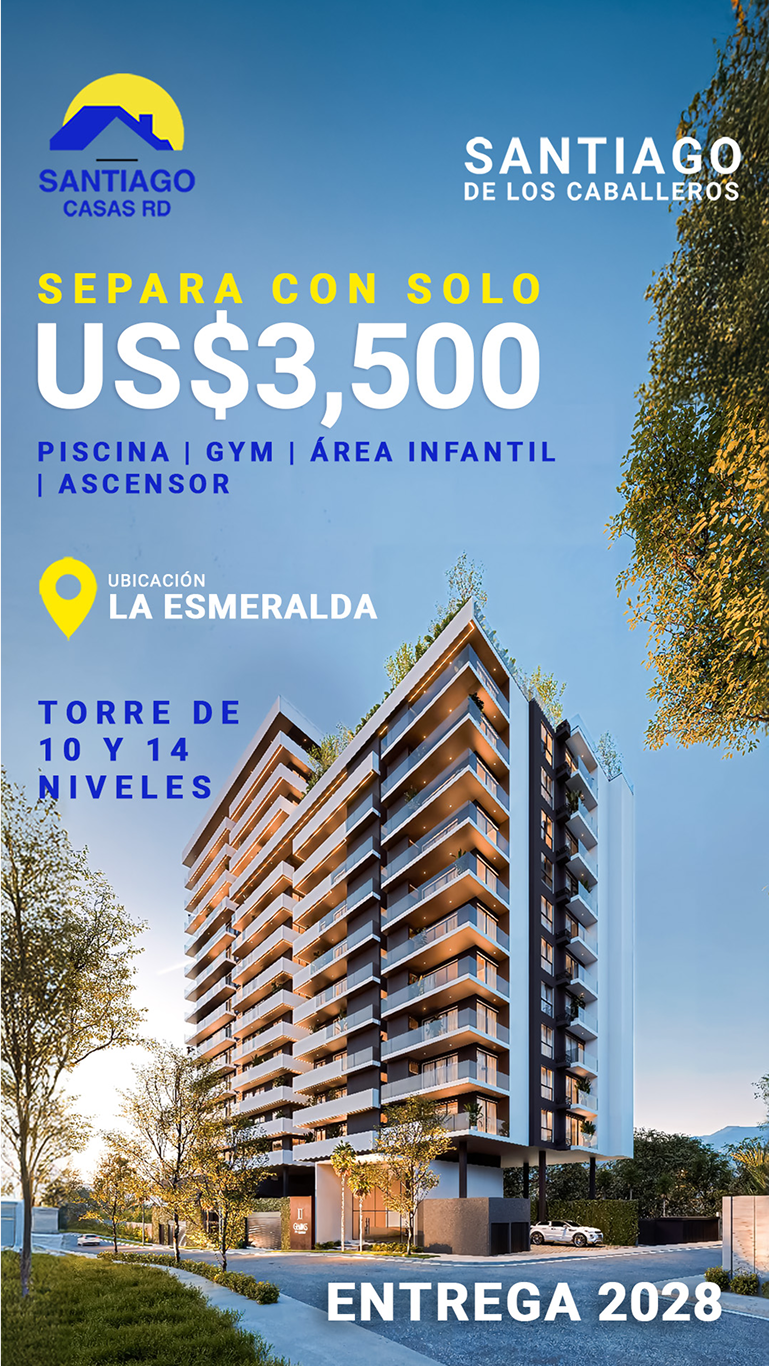 SANTIAGO
CASAS RD
SANTIAGO
DE LOS CABALLEROS
SEPARA CON SOLO
US$3,500
PISCINA | GYM | ÁREA INFANTIL
| ASCENSOR
UBICACIÓN
LA ESMERALDA
TORRE DE
10 Y 14
NIVELES
ENTREGA 2028